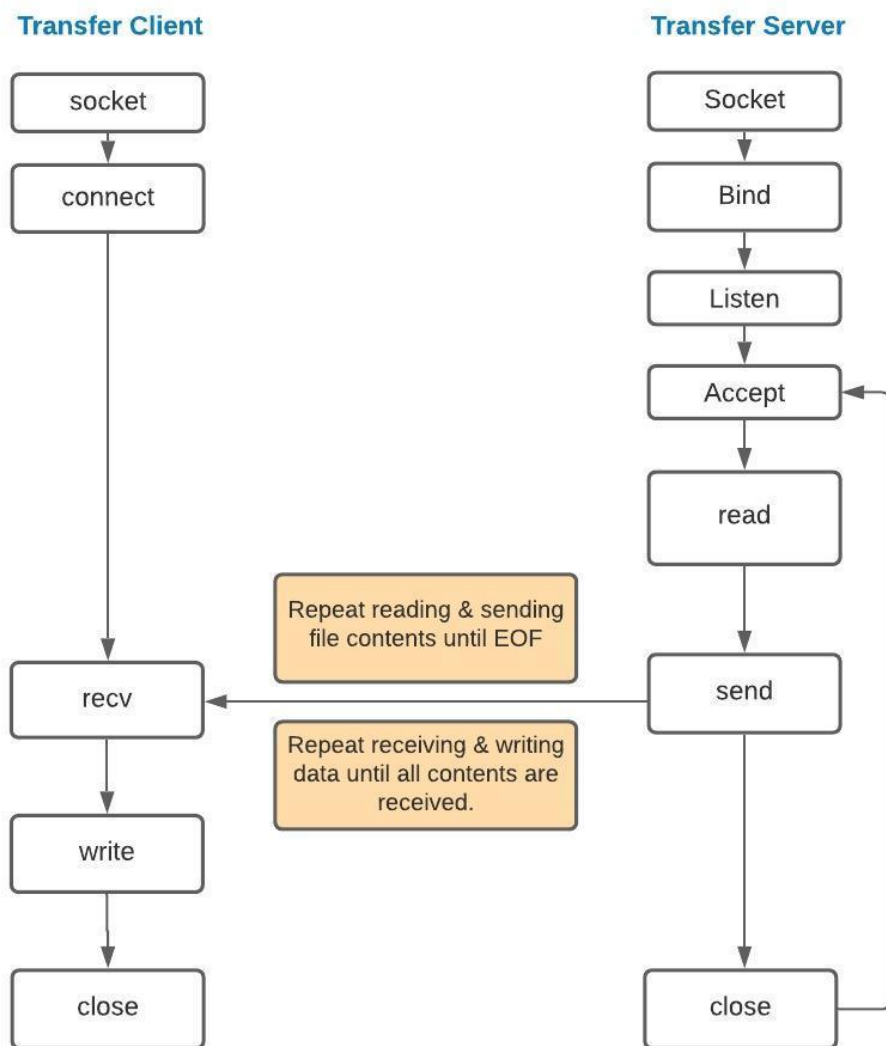 Transfer Client
Transfer Server
socket
Socket
connect
Bind
Listen
Accept
read
Repeat reading & sending
file contents until EOF
recv
send
Repeat receiving & writing
data until all contents are
received.
write
close
close